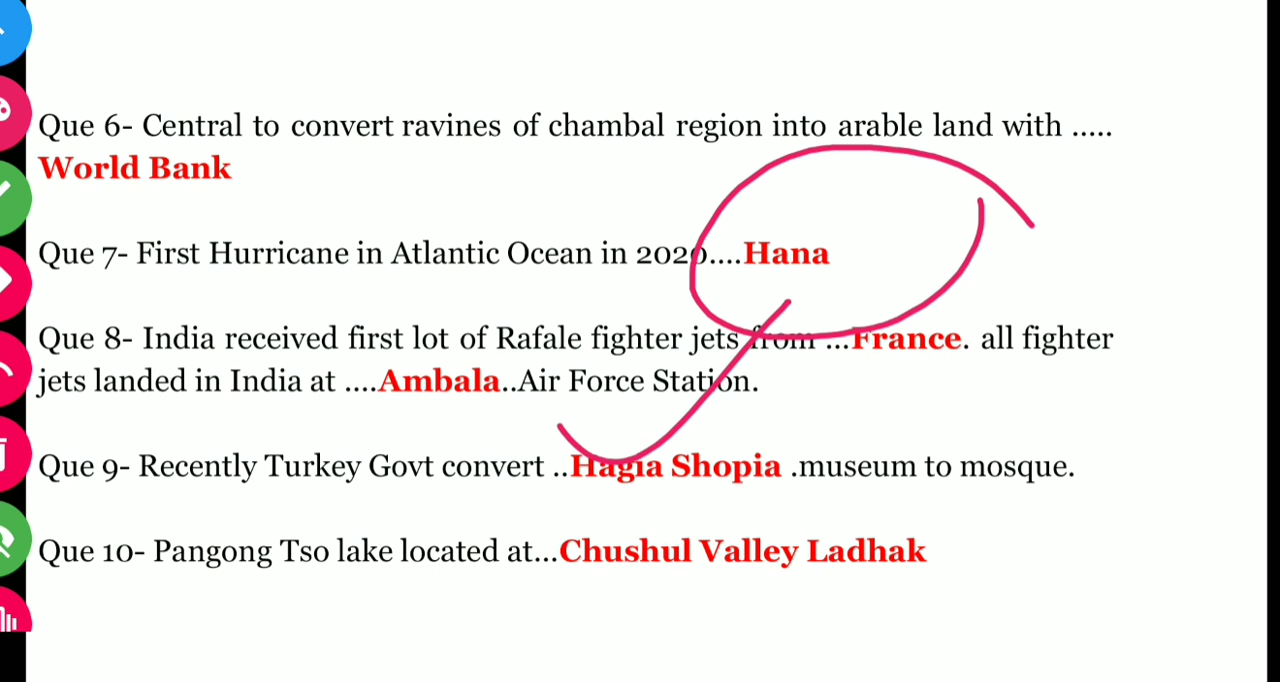 Que 6- Central to convert ravines of chambal region into arable land with .....
World Bank
Que 7- First Hurricane in Atlantic Ocean in 2020....Hana
Que 8- India received first lot of Rafale fighter jets from ...France. all fighter
jets landed in India at ....Ambala..Air Force Station.
Que 9- Recently Turkey Govt convert ..Hagia Shopia .museum to mosque.
Que 10- Pangong Tso lake located at...Chushul Valley Ladhak